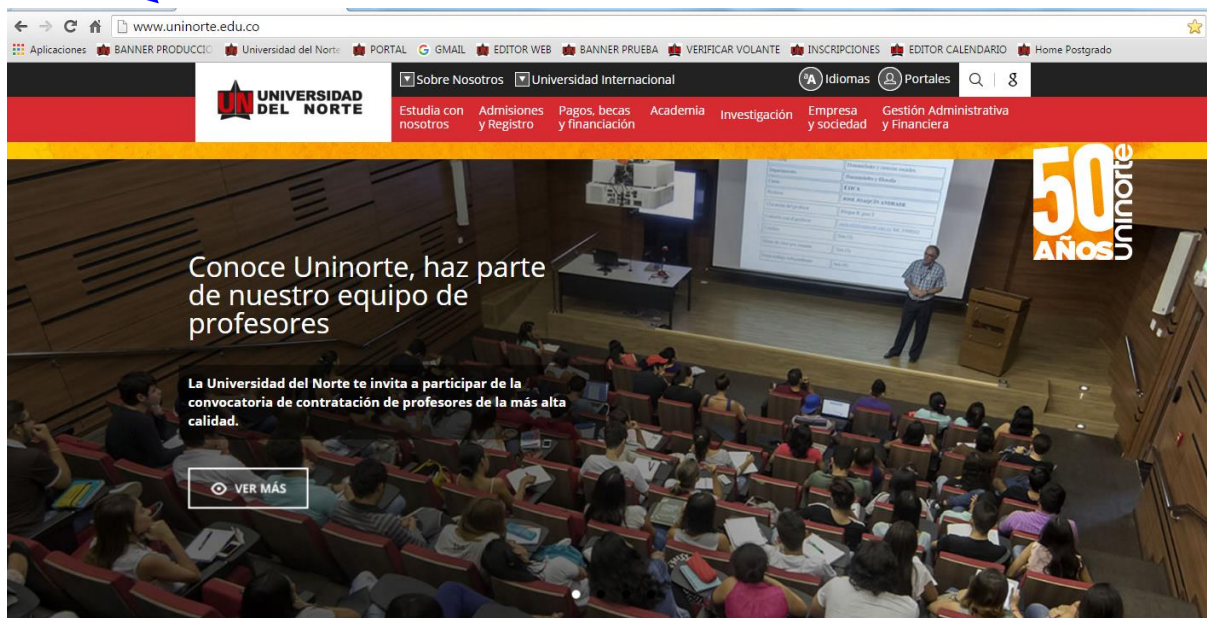 www.uninorte.edu.co
Aplicaciones BANNER PRODUCCIO Universidad del Norte PORTAL GMAIL EDITOR WEB BANNER PRUEBA VERIFICAR VOLANTE INSCRIPCIONES EDITOR CALENDARIO Home Postgrado
Sobre Nosotros Universidad Internacional Idiomas Portales
UN UNIVERSIDAD
DEL NORTE
Estudia con
nosotros
Admisiones
y Registro
Pagos, becas
y financiación
Academia
Investigación
Empresa
y sociedad
Gestión Administrativa
y Financiera
50
AÑOS
Uninorte
Conoce Uninorte, haz parte
de nuestro equipo de
profesores
La Universidad del Norte te invita a participar de la
convocatoria de contratación de profesores de la más alta
calidad.
VER MÁS